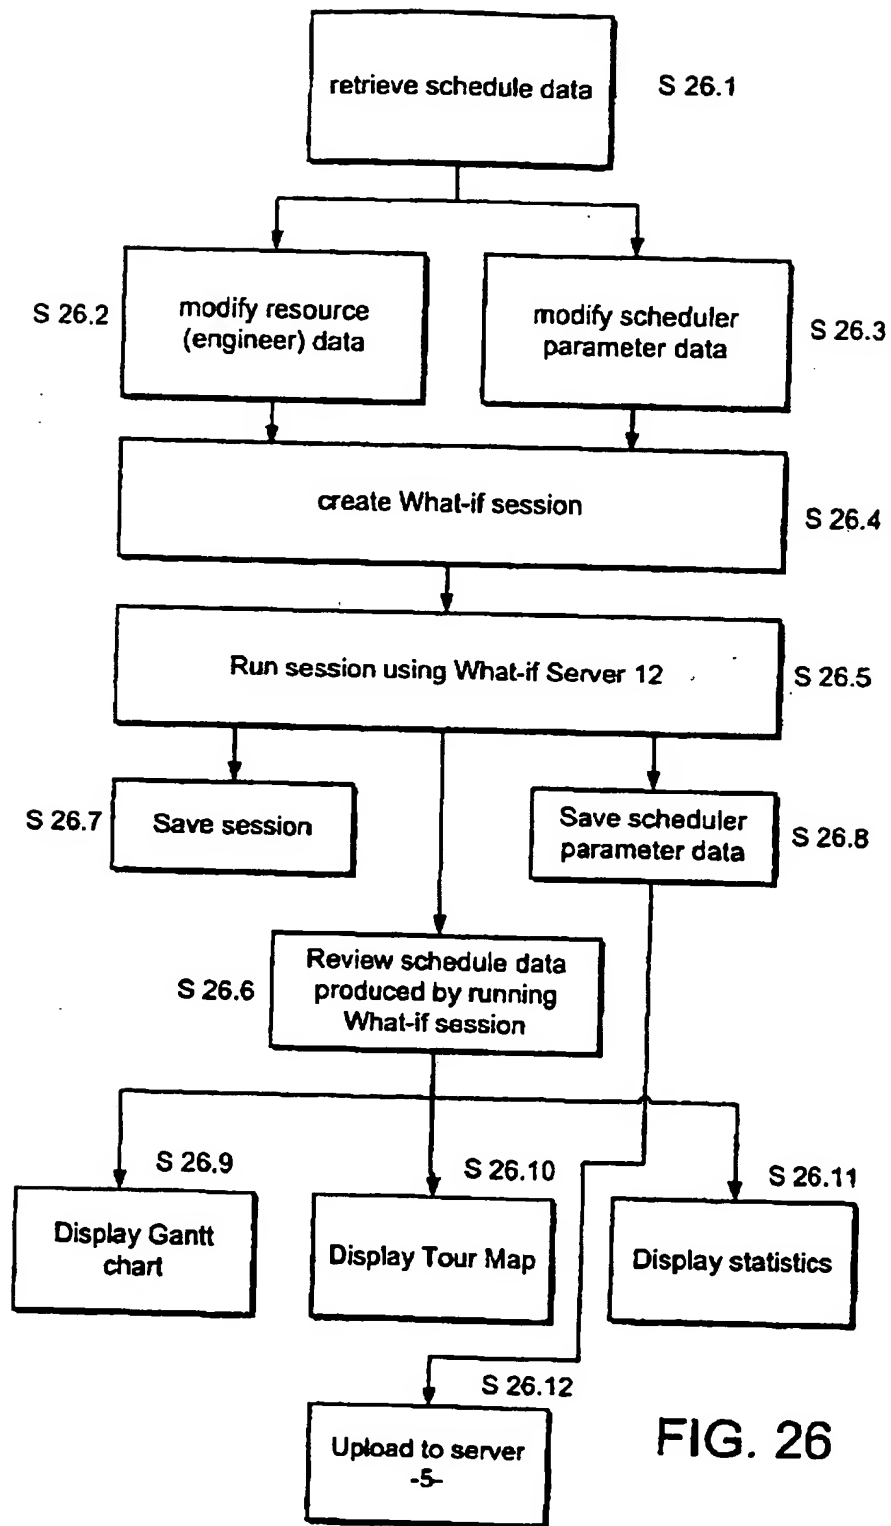 retrieve schedule data
S 26.1
S 26.2
modify resource
(engineer) data
modify scheduler
parameter data
S 26.3
create What-if session
S 26.4
Run session using What-if Server 12
S 26.5
S 26.7
Save session
Save scheduler
parameter data
S 26.8
S 26.6
Review schedule data
produced by running
What-if session
S 26.9
S 26.10
S 26.11
Display Gantt
chart
Display Tour Map
Display statistics
S 26.12
Upload to server
-5-
FIG. 26